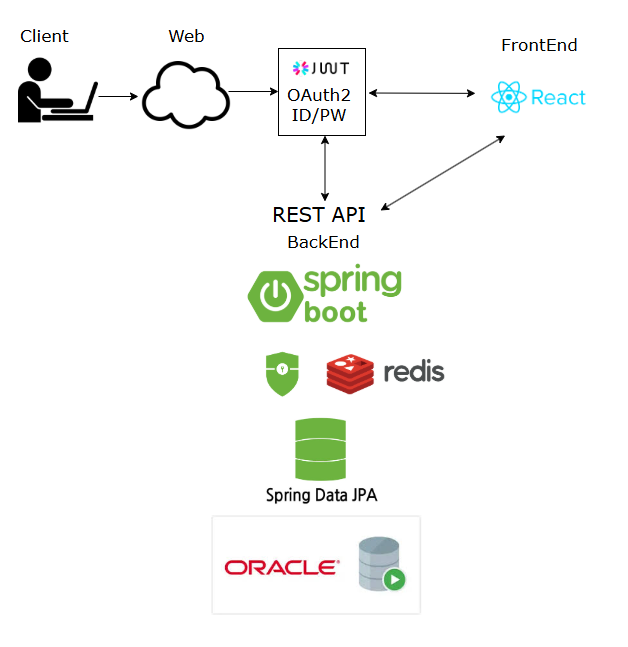 Client
Web
FrontEnd
JWT
OAuth2
ID/PW
React
REST API
BackEnd
spring
boot
redis
Spring Data JPA
ORACLE